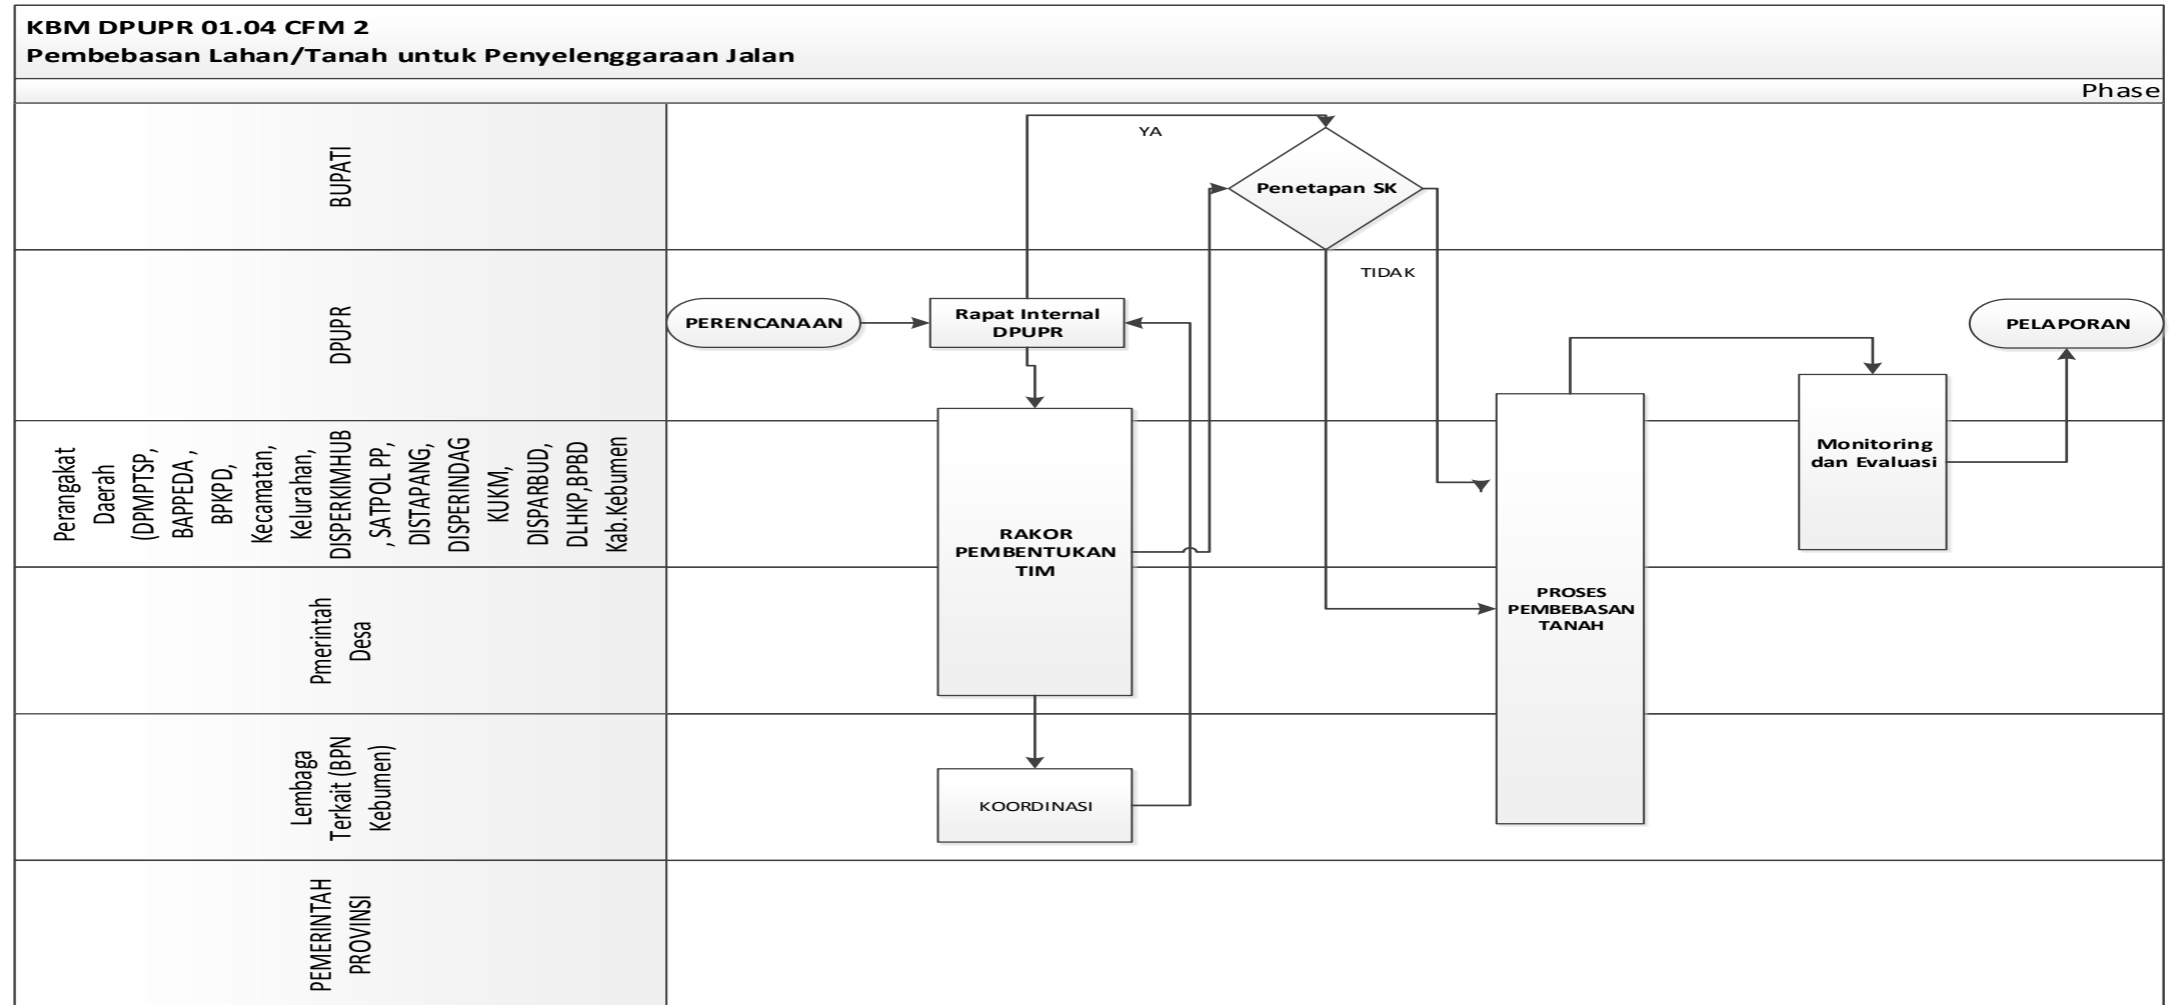 KBM DPUPR 01.04 CFM 2
Pembebasan Lahan/Tanah untuk Penyelenggaraan Jalan
Phase
BUPATI
YA
Penetapan SK
TIDAK
DPUPR
PERENCANAAN
Rapat Internal
DPUPR
PELAPORAN
Perangakat
Daerah
(DPMPTSP,
BAPPEDA ,
BPKPD,
Kecamatan,
Kelurahan,
DISPERKIMHUB
, SATPOL PP,
DISTAPANG,
DISPERINDAG
KUKM,
DISPARBUD,
DLHKP,BPBD
Kab.Kebumen
RAKOR
PEMBENTUKAN
TIM
Monitoring
dan Evaluasi
Pmerintah
Desa
PROSES
PEMBEBASAN
TANAH
Lembaga
Terkait (BPN
Kebumen)
KOORDINASI
PEMERINTAH
PROVINSI